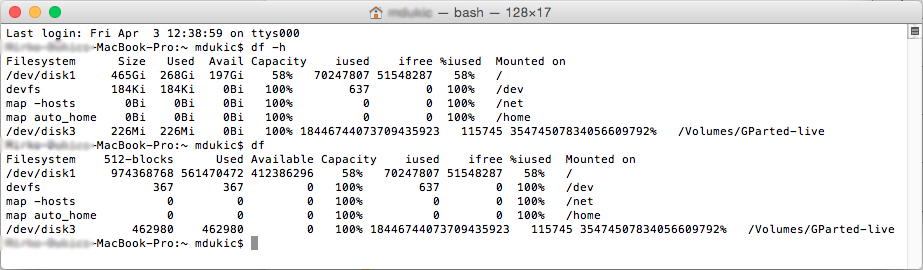 mdukic — bash — 128×17
Last login: Fri Apr  3 12:38:59 on ttys000
-MacBook-Pro:~ mdukic$ df -h
Filesystem      Size   Used  Avail Capacity   iused    ifree %iused  Mounted on
/dev/disk1     465Gi  268Gi  197Gi    58%  70247807 51548287   58%   /
devfs          184Ki  184Ki    0Bi   100%       637        0  100%   /dev
map -hosts       0Bi    0Bi    0Bi   100%         0        0  100%   /net
map auto_home    0Bi    0Bi    0Bi   100%         0        0  100%   /home
/dev/disk3     226Mi  226Mi    0Bi   100% 18446744073709435923   115745 35474507834056609792%   /Volumes/GParted-live
-MacBook-Pro:~ mdukic$ df
Filesystem    512-blocks      Used Available Capacity  iused    ifree %iused  Mounted on
/dev/disk1     974368768 561470472 412386296    58% 70247807 51548287   58%   /
devfs                367       367         0   100%      637        0  100%   /dev
map -hosts             0         0         0   100%        0        0  100%   /net
map auto_home          0         0         0   100%        0        0  100%   /home
/dev/disk3        462980    462980         0   100% 18446744073709435923   115745 35474507834056609792%   /Volumes/GParted-live
-MacBook-Pro:~ mdukic$